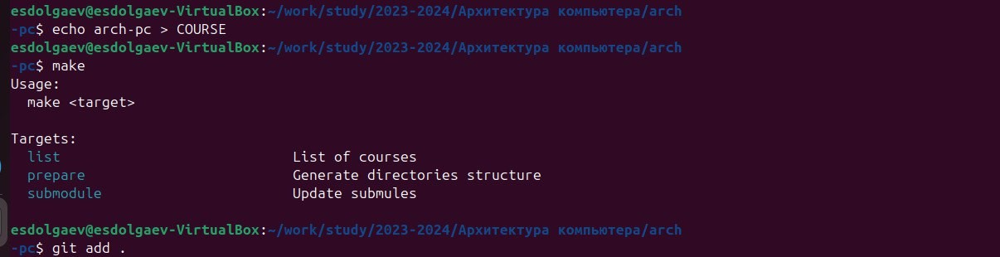 esdolgaev@esdolgaev-VirtualBox:~/work/study/2023-2024/Архитектура компьютера/arch
-pc$ echo arch-pc > COURSE
esdolgaev@esdolgaev-VirtualBox:~/work/study/2023-2024/Архитектура компьютера/arch
-pc$ make
Usage:
  make <target>
Targets:
  list                            List of courses
  prepare                         Generate directories structure
  submodule                       Update submules
esdolgaev@esdolgaev-VirtualBox:~/work/study/2023-2024/Архитектура компьютера/arch
-pc$ git add .